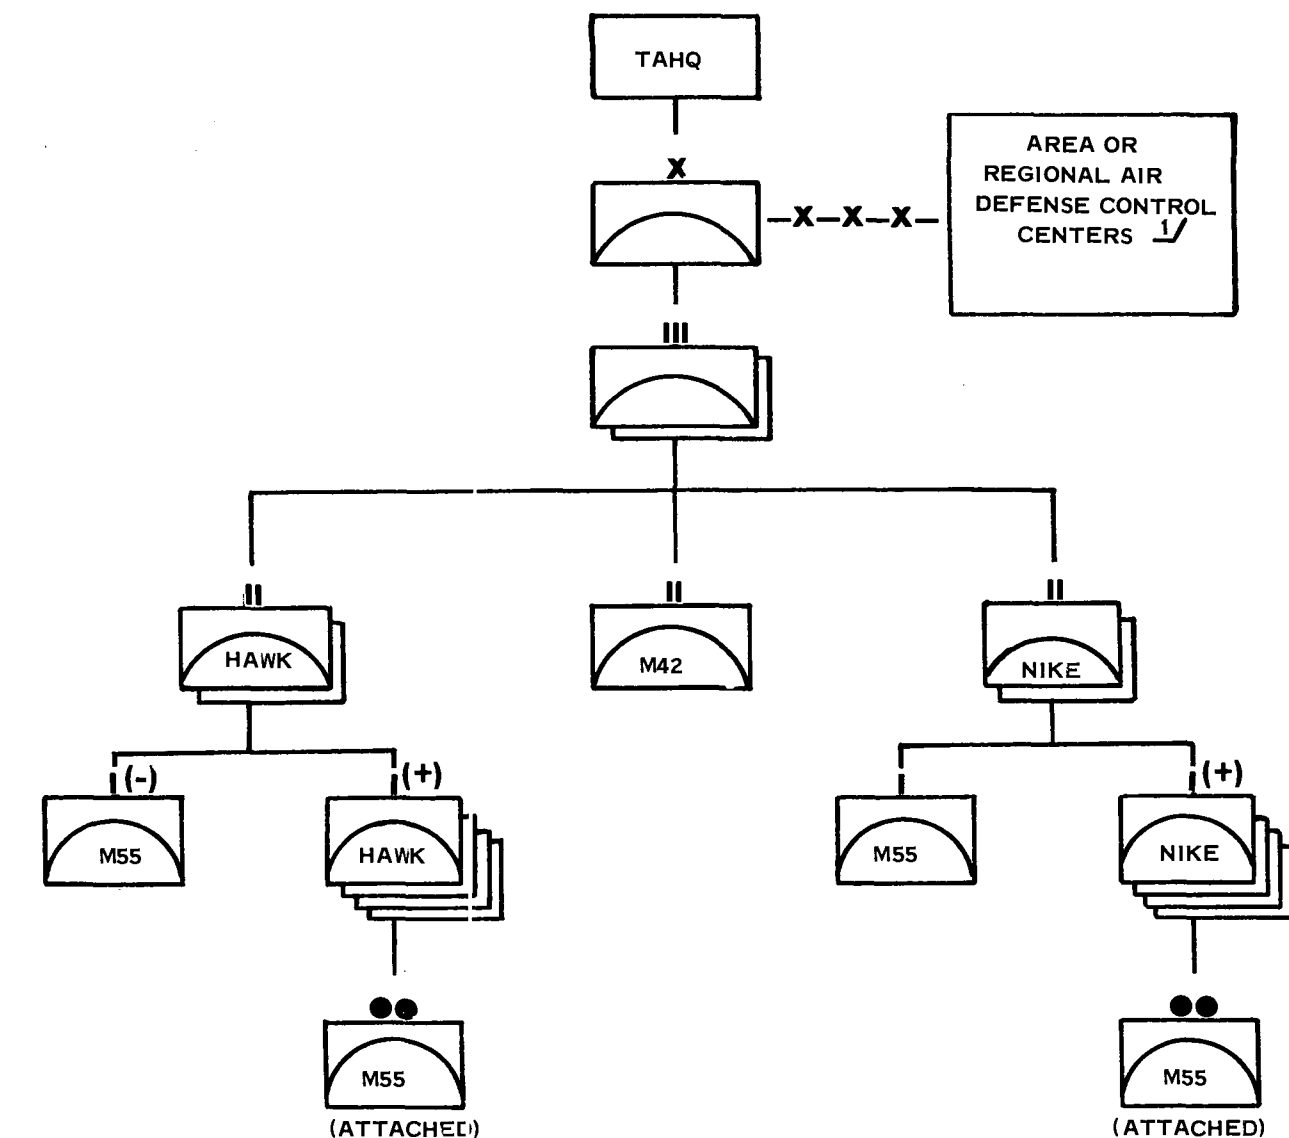 TAHQ
X
AREA OR
REGIONAL AIR
DEFENSE CONTROL
CENTERS 1/
—X—X—X—
III
II
II
II
HAWK
M42
NIKE
I (-)
I (+)
I
I (+)
M55
HAWK
M55
NIKE
●●
●●
M55
M55
(ATTACHED)
(ATTACHED)